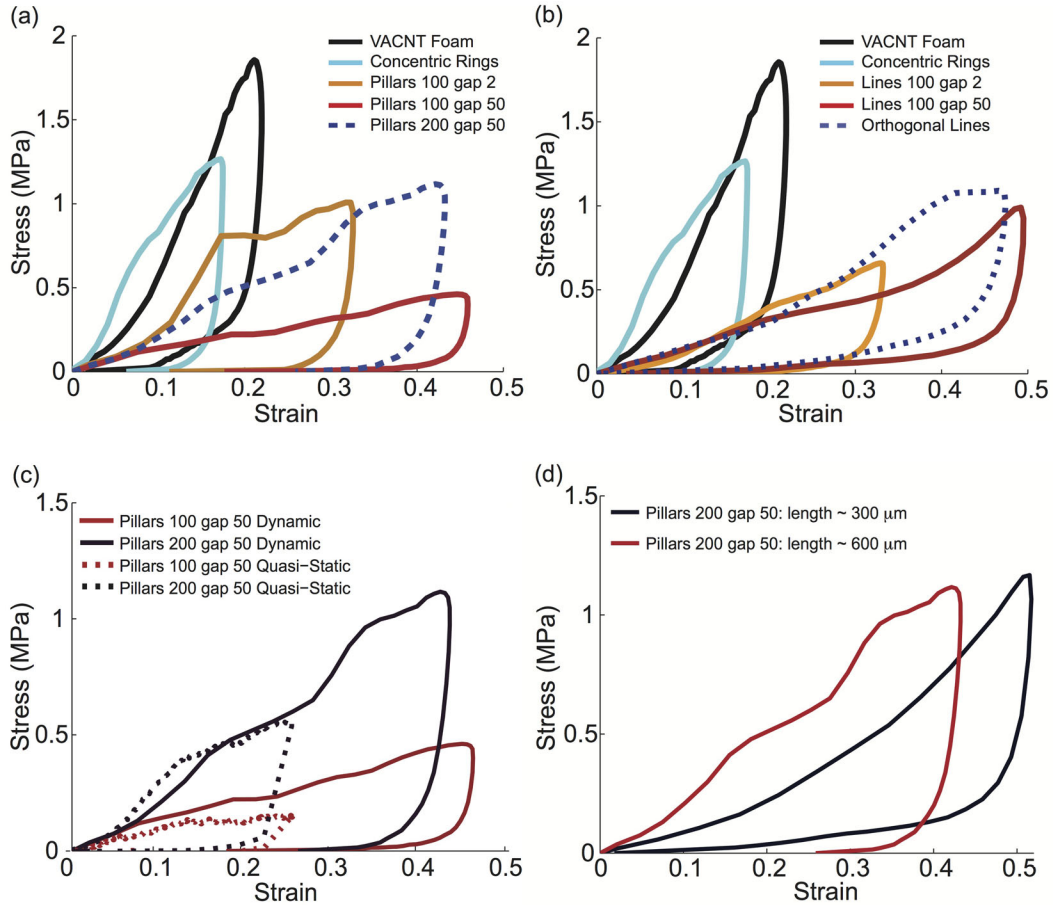 (a)
2
1.5
1
0.5
0
Stress (MPa)
VACNT Foam
Concentric Rings
Pillars 100 gap 2
Pillars 100 gap 50
Pillars 200 gap 50
0 0.1 0.2 0.3 0.4 0.5
Strain
(b)
2
1.5
1
0.5
0
Stress (MPa)
VACNT Foam
Concentric Rings
Lines 100 gap 2
Lines 100 gap 50
Orthogonal Lines
0 0.1 0.2 0.3 0.4 0.5
Strain
(c)
1.5
1
0.5
0
Stress (MPa)
Pillars 100 gap 50 Dynamic
Pillars 200 gap 50 Dynamic
Pillars 100 gap 50 Quasi-Static
Pillars 200 gap 50 Quasi-Static
0 0.1 0.2 0.3 0.4 0.5
Strain
(d)
1.5
1
0.5
0
Stress (MPa)
Pillars 200 gap 50: length ~ 300 μm
Pillars 200 gap 50: length ~ 600 μm
0 0.1 0.2 0.3 0.4 0.5
Strain